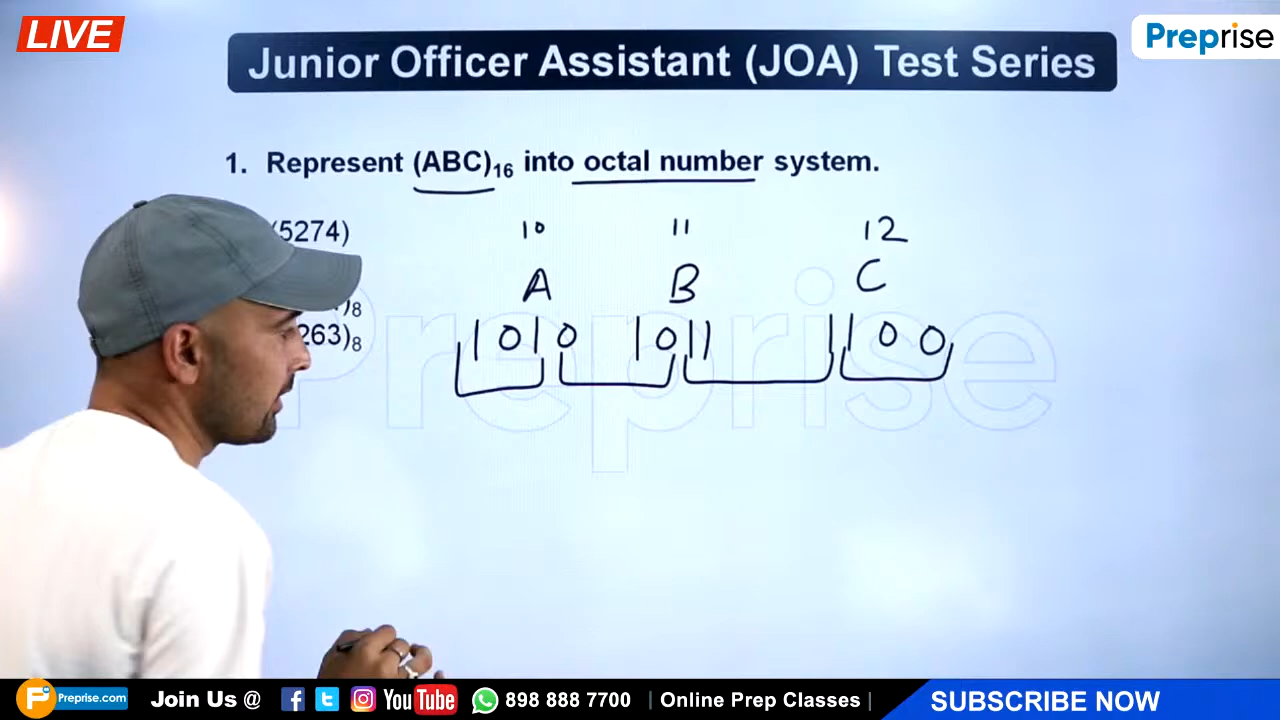 LIVE
Junior Officer Assistant (JOA) Test Series
Preprise
1. Represent (ABC)16 into octal number system.
(5274)
10 11 12
A B C
)8
263)8
1010 1011 1100
Preprise
Preprise.com Join Us @ YouTube 898 888 7700 | Online Prep Classes | SUBSCRIBE NOW